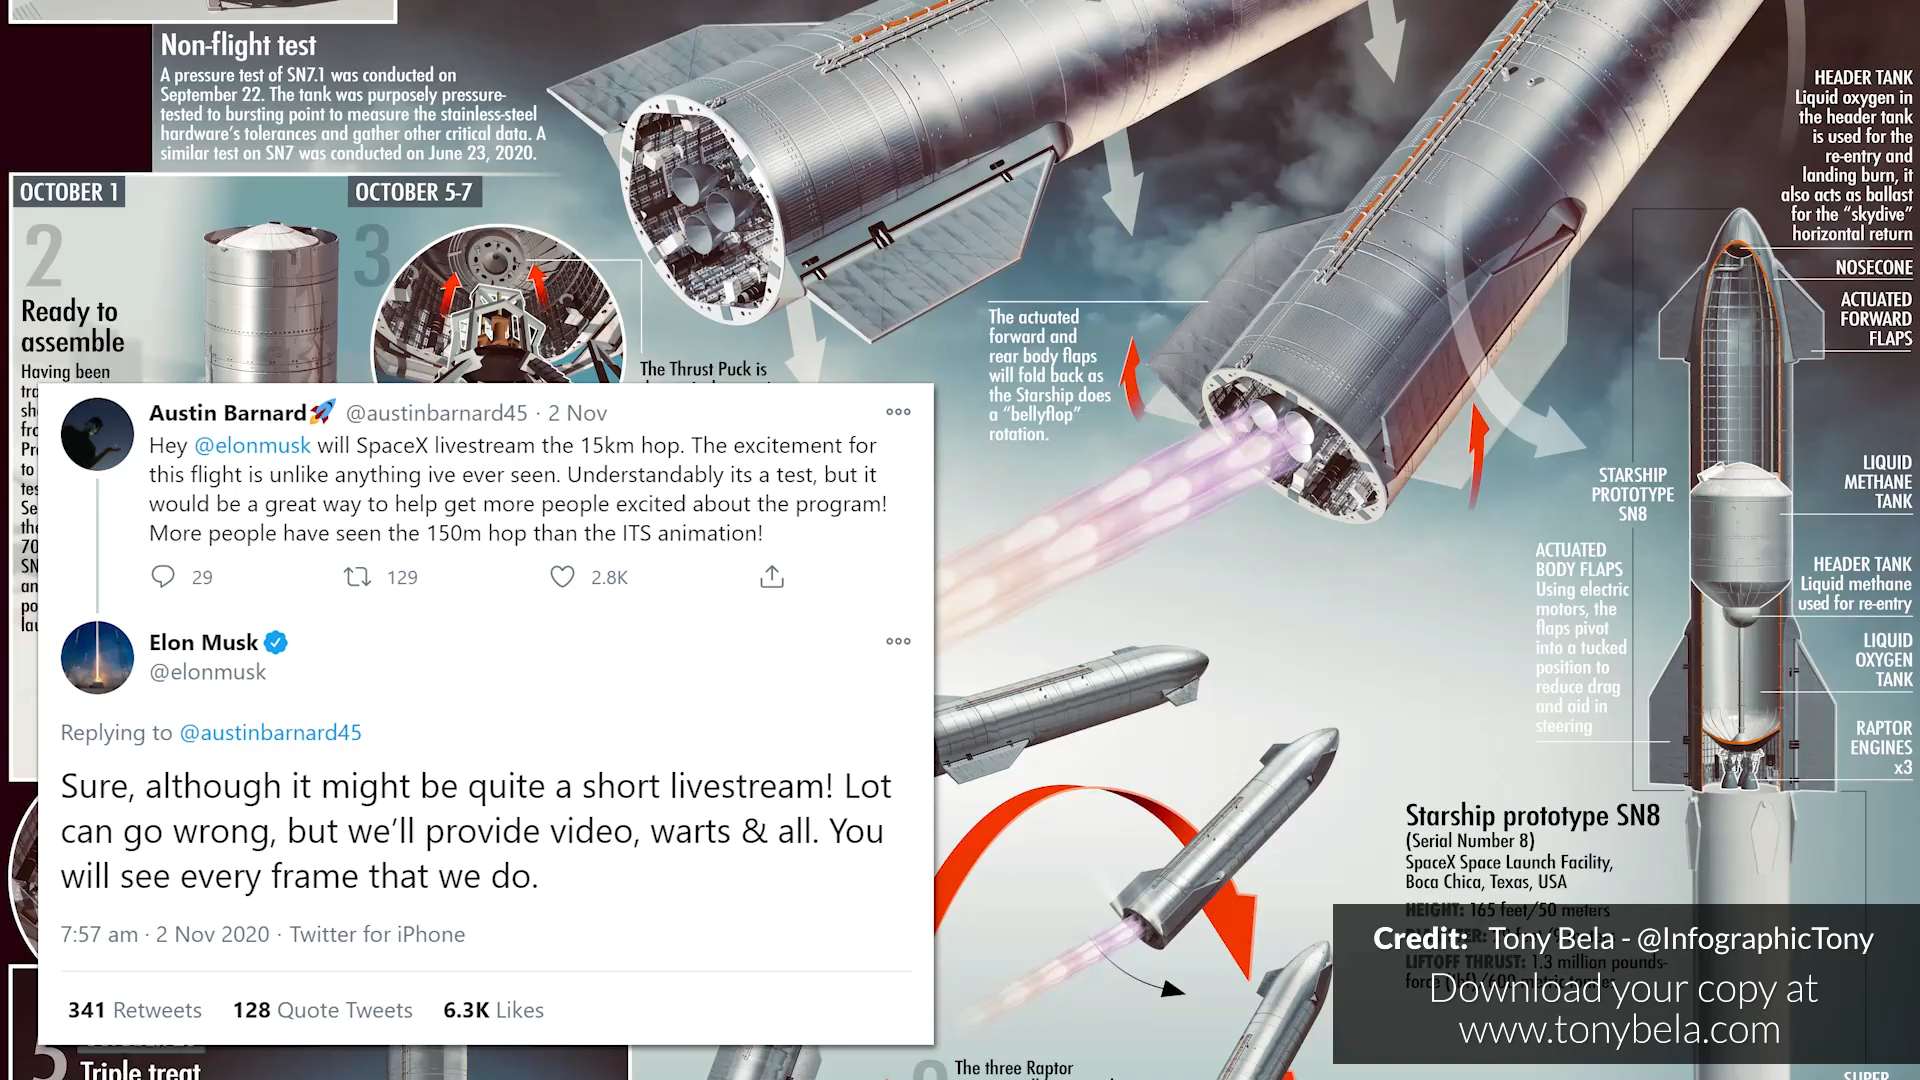 Non-flight test
A pressure test of SN7.1 was conducted on
September 22. The tank was purposely pressure-
tested to bursting point to measure the stainless-steel
hardware's tolerances and gather other critical data. A
similar test on SN7 was conducted on June 23, 2020.
OCTOBER 1
2
Ready to
assemble
Having been
OCTOBER 5-7
3
The Thrust Puck is
The actuated
forward and
rear body flaps
will fold back as
the Starship does
a “bellyflop”
rotation.
HEADER TANK
Liquid oxygen in
the header tank
is used for the
re-entry and
landing burn, it
also acts as ballast
for the “skydive”
horizontal return
NOSECONE
ACTUATED
FORWARD
FLAPS
STARSHIP
PROTOTYPE
SN8
LIQUID
METHANE
TANK
ACTUATED
BODY FLAPS
Using electric
motors, the
flaps pivot
into a tucked
position to
reduce drag
and aid in
steering
HEADER TANK
Liquid methane
used for re-entry
LIQUID
OXYGEN
TANK
RAPTOR
ENGINES
x3
Austin Barnard🚀 @austinbarnard45 · 2 Nov
Hey @elonmusk will SpaceX livestream the 15km hop. The excitement for
this flight is unlike anything ive ever seen. Understandably its a test, but it
would be a great way to help get more people excited about the program!
More people have seen the 150m hop than the ITS animation!
29 129 2.8K
Elon Musk
@elonmusk
Replying to @austinbarnard45
Sure, although it might be quite a short livestream! Lot
can go wrong, but we'll provide video, warts & all. You
will see every frame that we do.
7:57 am · 2 Nov 2020 · Twitter for iPhone
341 Retweets 128 Quote Tweets 6.3K Likes
Starship prototype SN8
(Serial Number 8)
SpaceX Space Launch Facility,
Boca Chica, Texas, USA
HEIGHT: 165 feet/50 meters
LIFTOFF THRUST: 1.3 million pounds-
Credit: Tony Bela - @InfographicTony
Download your copy at
www.tonybela.com
5
Triple treat
The three Raptor
SUPER